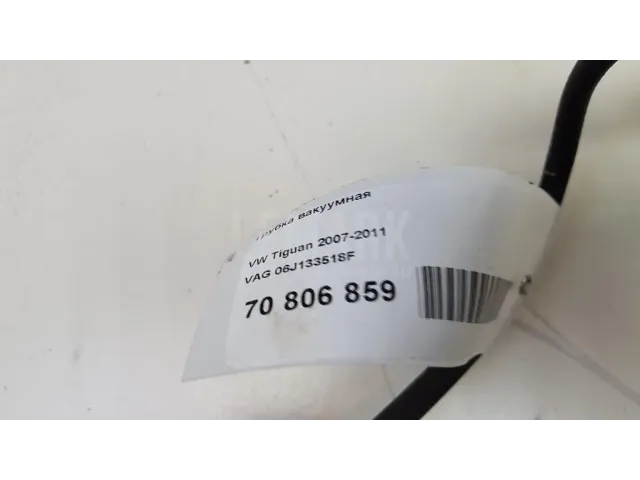 Трубка вакуумная
VW Tiguan 2007-2011
VAG 06J133518F
70 806 859